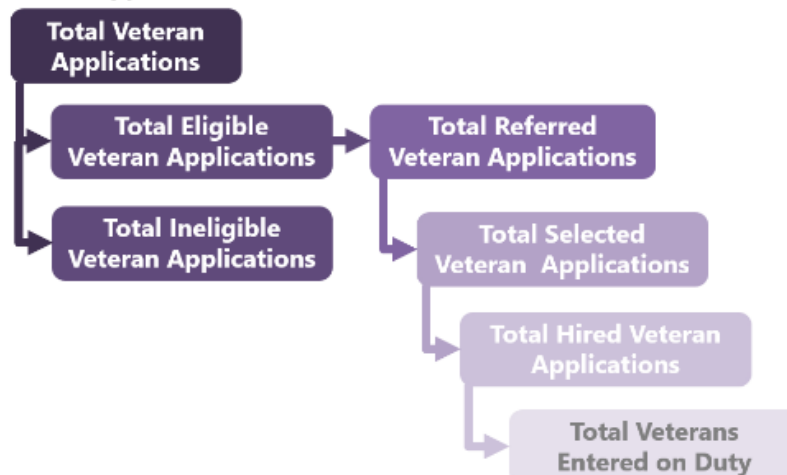 Total Veteran
Applications
Total Eligible
Veteran Applications
Total Referred
Veteran Applications
Total Ineligible
Veteran Applications
Total Selected
Veteran Applications
Total Hired Veteran
Applications
Total Veterans
Entered on Duty